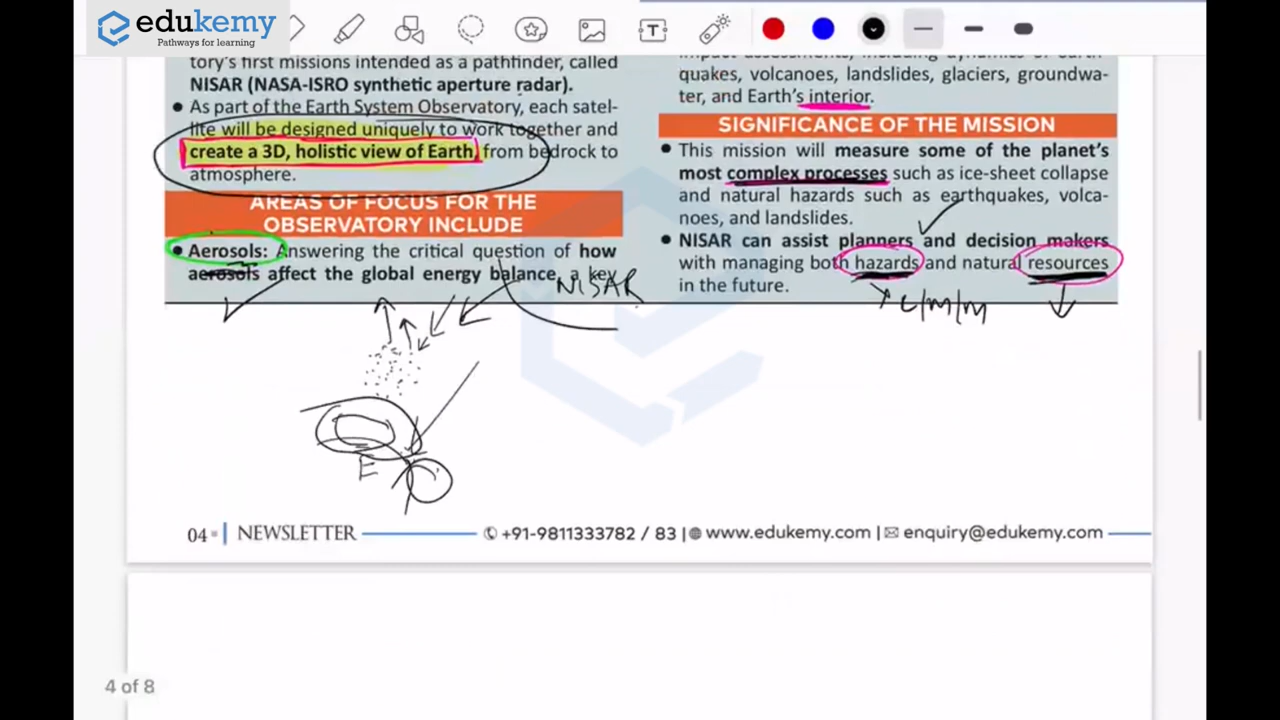 edukemy
Pathways for learning
T
tory's first missions intended as a pathfinder, called
NISAR (NASA-ISRO synthetic aperture radar).
• As part of the Earth System Observatory, each satel-
lite will be designed uniquely to work together and
create a 3D, holistic view of Earth, from bedrock to
atmosphere.
AREAS OF FOCUS FOR THE
OBSERVATORY INCLUDE
• Aerosols: Answering the critical question of how
aerosols affect the global energy balance, a key
NISAR
E
impact assessments, including dynamics of earth-
quakes, volcanoes, landslides, glaciers, groundwa-
ter, and Earth's interior.
SIGNIFICANCE OF THE MISSION
• This mission will measure some of the planet's
most complex processes such as ice-sheet collapse
and natural hazards such as earthquakes, volca-
noes, and landslides.
• NISAR can assist planners and decision makers
with managing both hazards and natural resources
in the future.
c/m/m
04 NEWSLETTER +91-9811333782 / 83 | www.edukemy.com | enquiry@edukemy.com
4 of 8